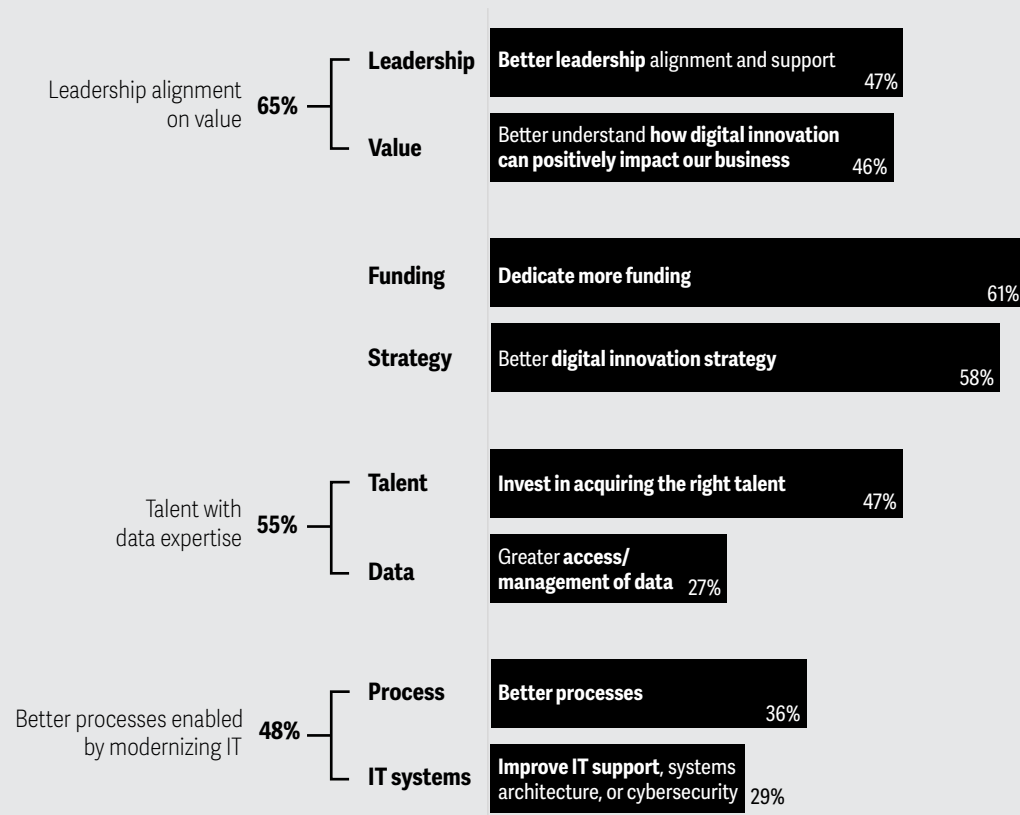 Leadership alignment
on value
65%
Leadership
Better leadership alignment and support
47%
Value
Better understand how digital innovation
can positively impact our business
46%
Funding
Dedicate more funding
61%
Strategy
Better digital innovation strategy
58%
Talent with
data expertise
55%
Talent
Invest in acquiring the right talent
47%
Data
Greater access/
management of data
27%
Better processes enabled
by modernizing IT
48%
Process
Better processes
36%
IT systems
Improve IT support, systems
architecture, or cybersecurity
29%